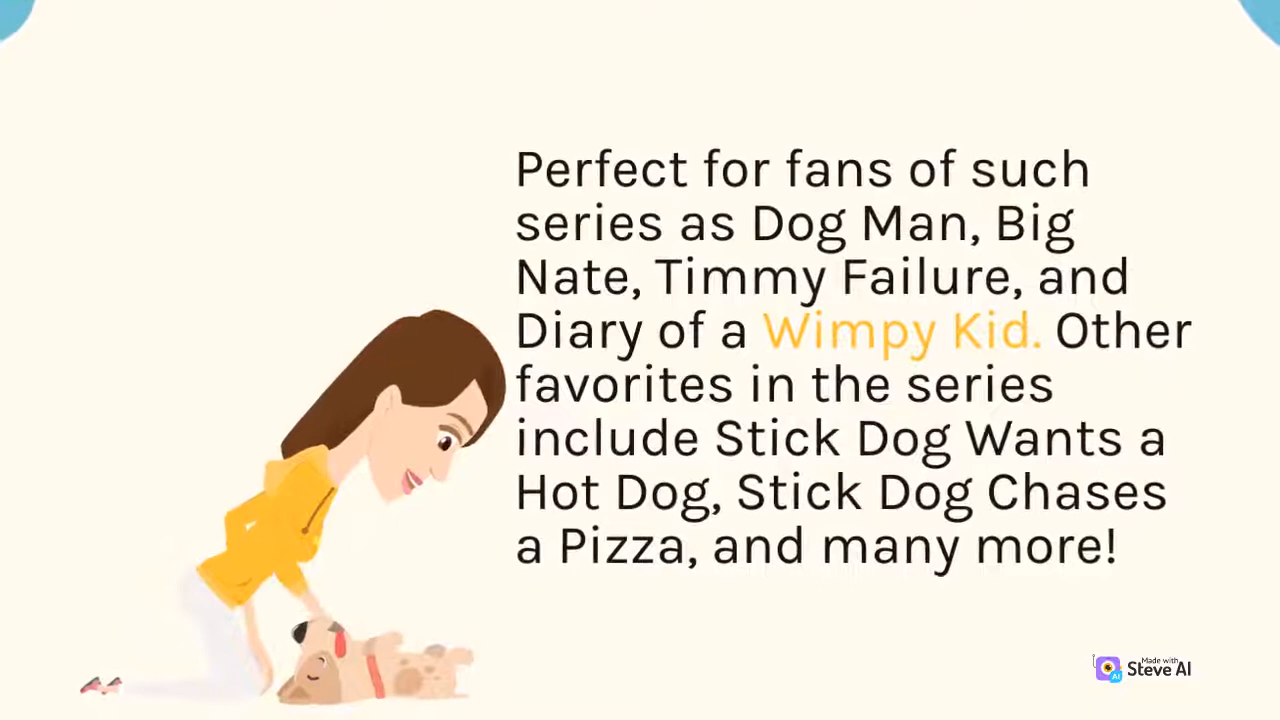 Perfect for fans of such
series as Dog Man, Big
Nate, Timmy Failure, and
Diary of a Wimpy Kid. Other
favorites in the series
include Stick Dog Wants a
Hot Dog, Stick Dog Chases
a Pizza, and many more!
Made with
Steve AI
AI